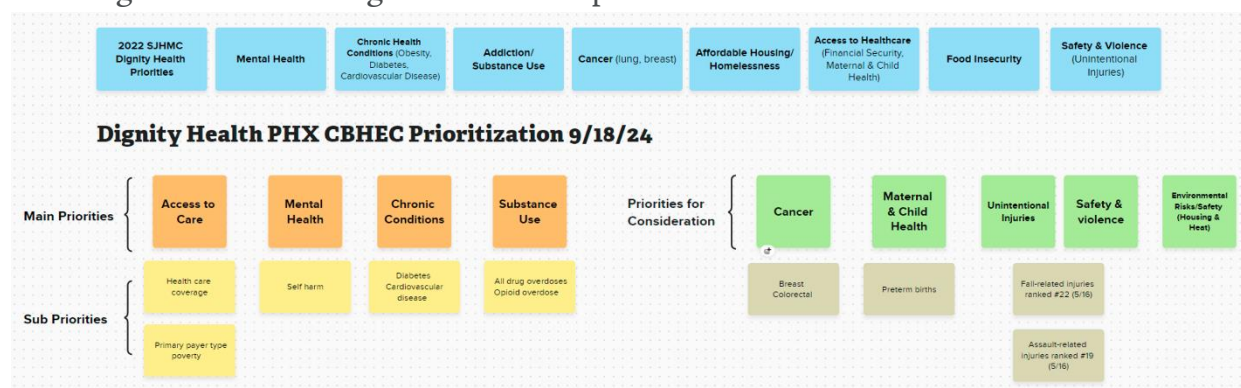 2022 SJHMC
Dignity Health
Priorities
Mental Health
Chronic Health
Conditions (Obesity,
Diabetes,
Cardiovascular Disease)
Addiction/
Substance Use
Cancer (lung, breast)
Affordable Housing/
Homelessness
Access to Healthcare
(Financial Security,
Maternal & Child
Health)
Food Insecurity
Safety & Violence
(Unintentional
Injuries)
Dignity Health PHX CBHEC Prioritization 9/18/24
Main Priorities
Access to
Care
Mental
Health
Chronic
Conditions
Substance
Use
Priorities for
Consideration
Cancer
Maternal
& Child
Health
Unintentional
Injuries
Safety &
violence
Environmental
Risks/Safety
(Housing &
Heat)
Sub Priorities
Health care
coverage
Self harm
Diabetes
Cardiovascular
disease
All drug overdoses
Opioid overdose
Breast
Colorectal
Preterm births
Fall-related injuries
ranked #22 (5/16)
Primary payer type
poverty
Assault-related
injuries ranked #19
(5/16)